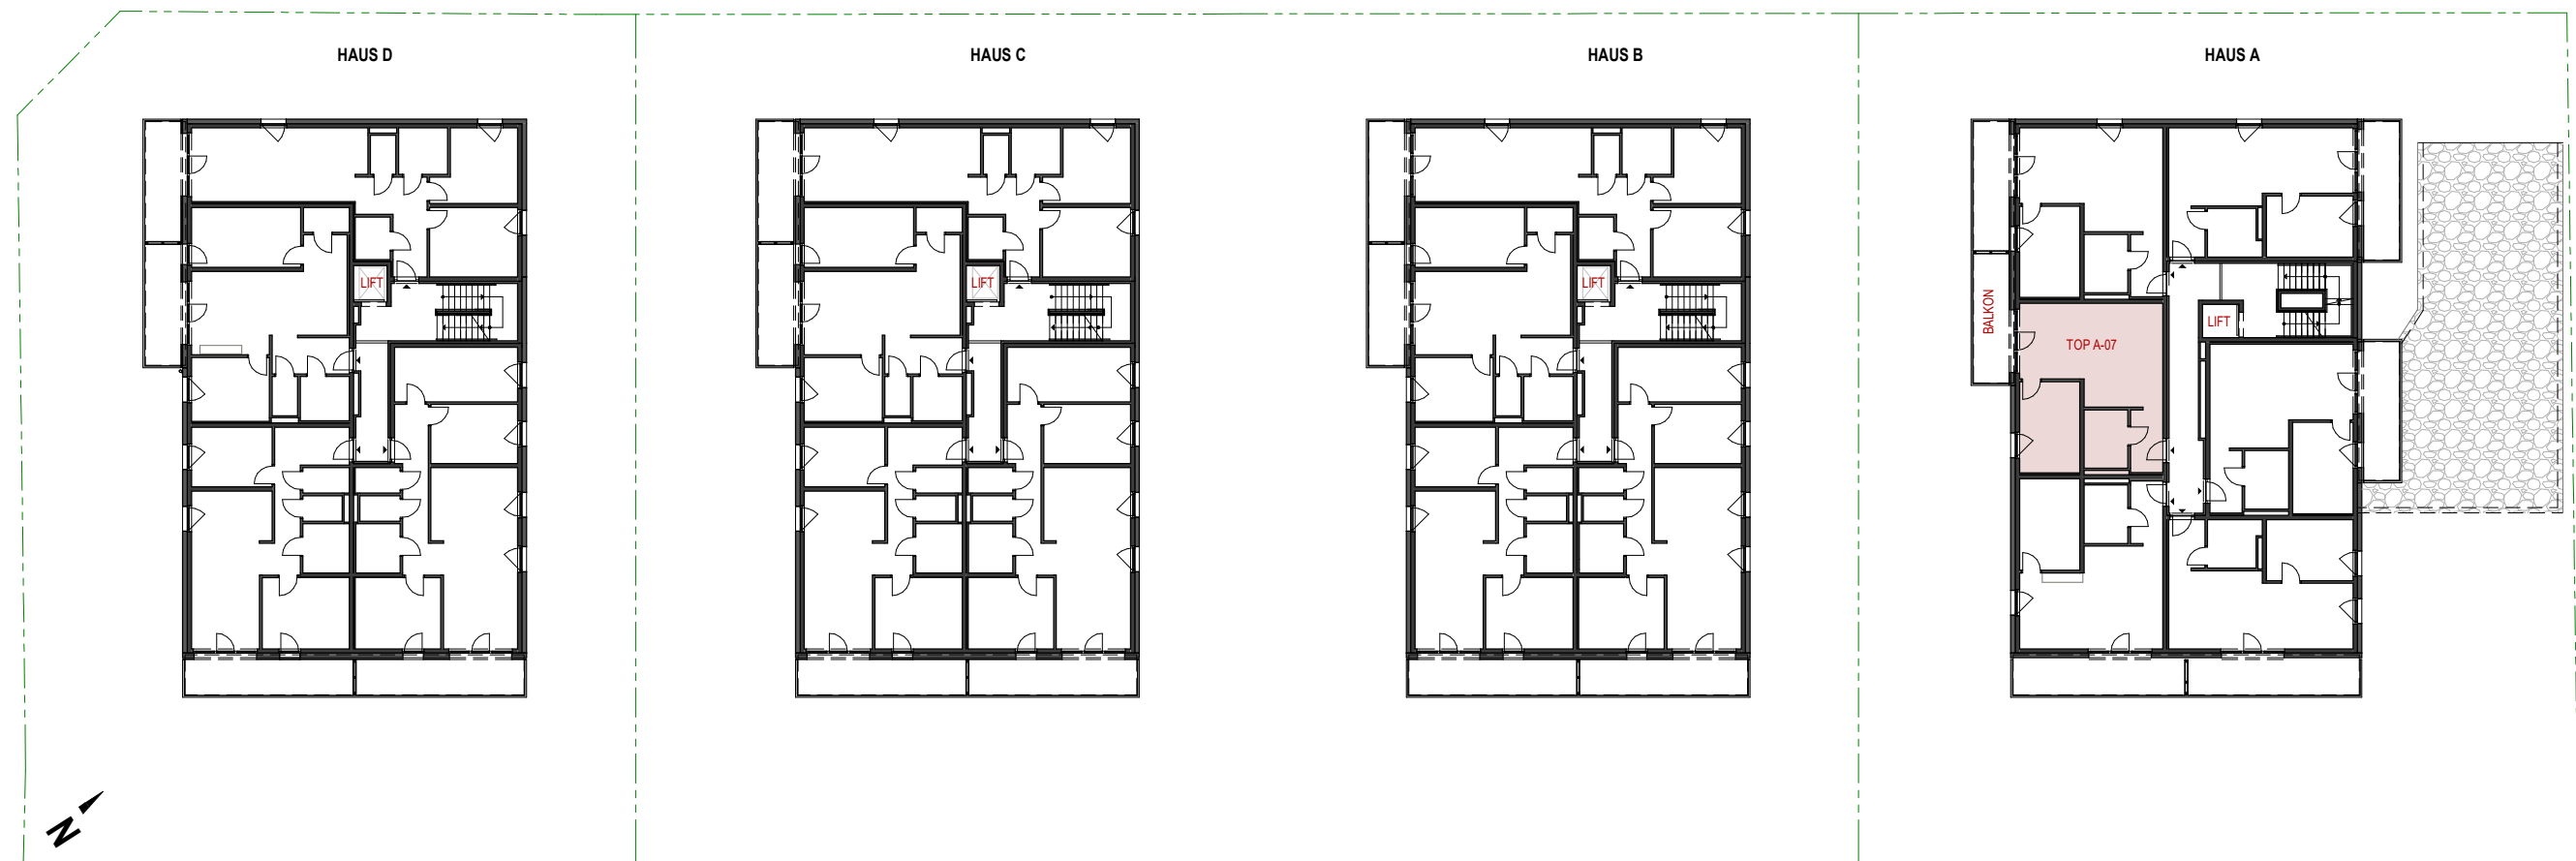 HAUS D
HAUS C
HAUS B
HAUS A
LIFT
LIFT
LIFT
BALKON
LIFT
TOP A-07
N